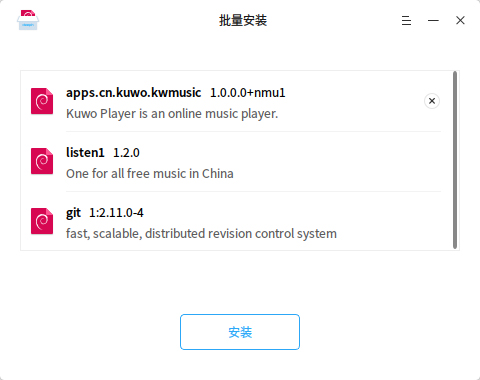 批量安装
apps.cn.kuwo.kwmusic 1.0.0.0+nmu1
Kuwo Player is an online music player.
listen1 1.2.0
One for all free music in China
git 1:2.11.0-4
fast, scalable, distributed revision control system
安装